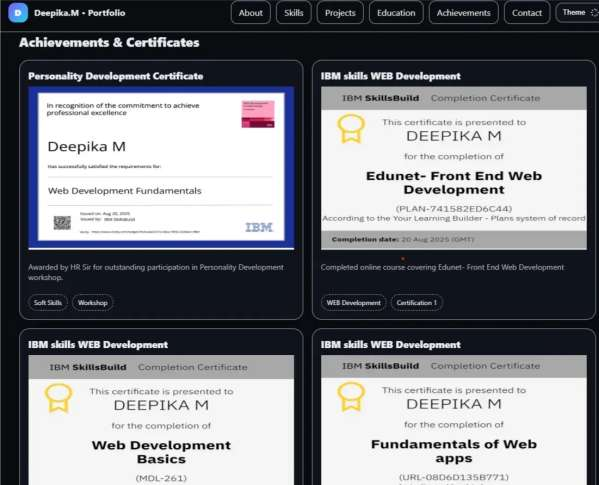 D Deepika.M • Portfolio
About
Skills
Projects
Education
Achievements
Contact
Theme
Achievements & Certificates
Personality Development Certificate
In recognition of the commitment to achieve
professional excellence
Deepika M
Has successfully satisfied the requirements for:
Web Development Fundamentals
Issued on: Aug 20, 2025
Issued by: IBM SkillsBuild
IBM
Awarded by HR Sir for outstanding participation in Personality Development
workshop.
Soft Skills
Workshop
IBM skills WEB Development
IBM SkillsBuild Completion Certificate
This certificate is presented to
DEEPIKA M
for the completion of
Edunet- Front End Web
Development
(PLAN-741582ED6C44)
According to the Your Learning Builder - Plans system of record
Completion date: 20 Aug 2025 (GMT)
Completed online course covering Edunet- Front End Web Development
WEB Development
Certification 1
IBM skills WEB Development
IBM SkillsBuild Completion Certificate
This certificate is presented to
DEEPIKA M
for the completion of
Web Development
Basics
(MDL-261)
IBM skills WEB Development
IBM SkillsBuild Completion Certificate
This certificate is presented to
DEEPIKA M
for the completion of
Fundamentals of Web
apps
(URL-08D6D135B771)